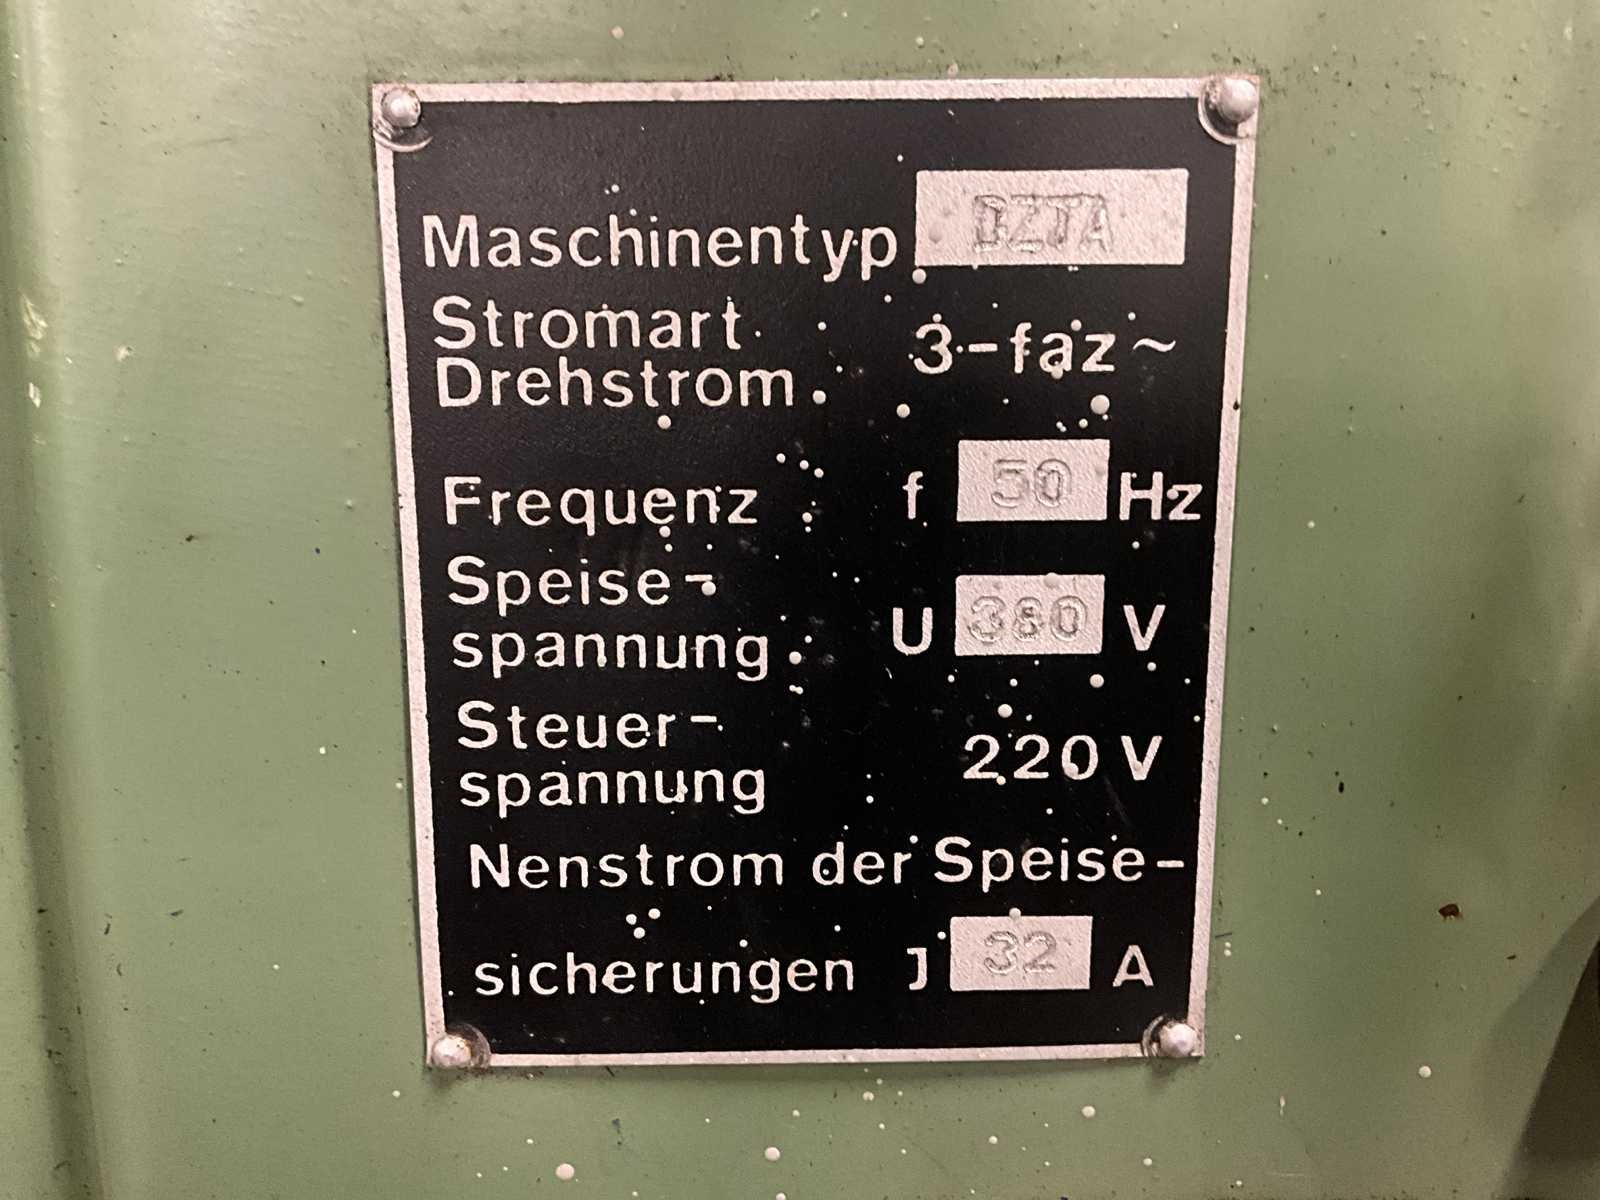 Maschinentyp DZTA
Stromart
Drehstrom 3-faz~
Frequenz f 50 Hz
Speise-
spannung U 380 V
Steuer-
spannung 220 V
Nenstrom der Speise-
sicherungen J 32 A